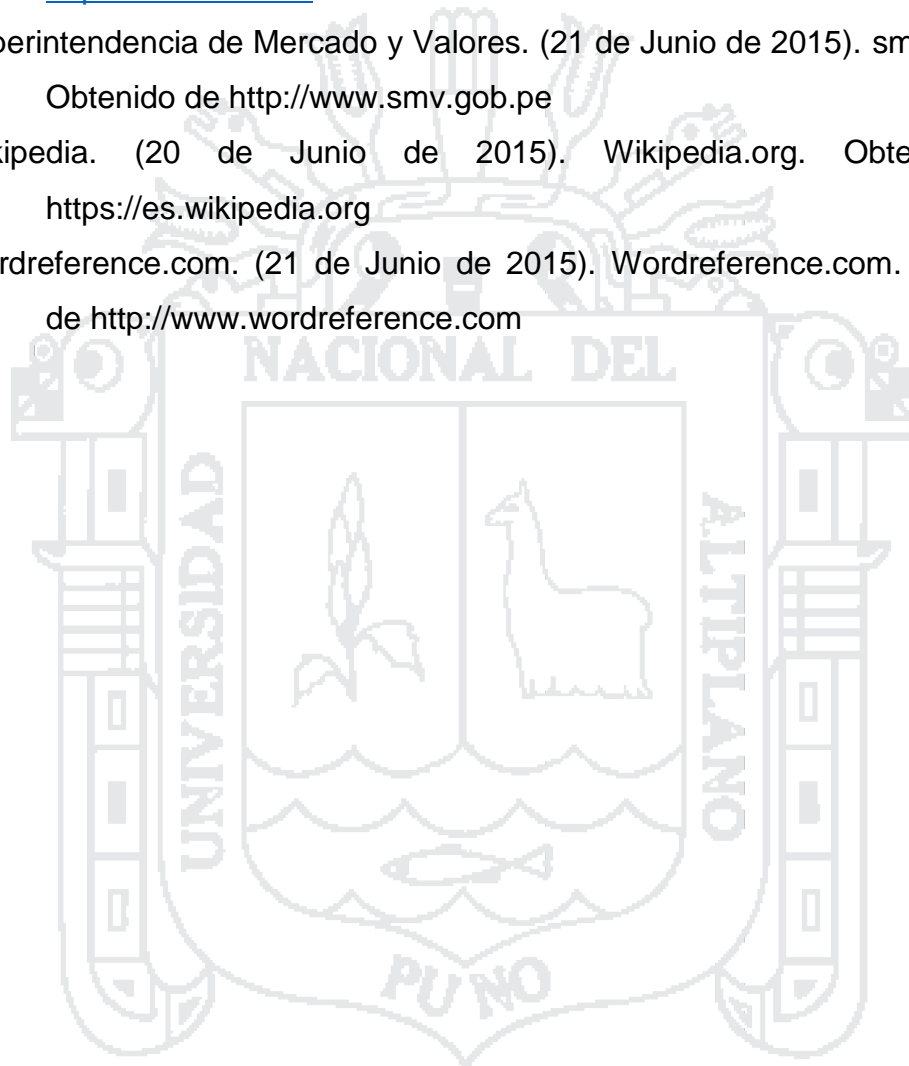 perintendencia de Mercado y Valores. (21 de Junio de 2015). sm
Obtenido de http://www.smv.gob.pe
kipedia. (20 de Junio de 2015). Wikipedia.org. Obte
https://es.wikipedia.org
rdreference.com. (21 de Junio de 2015). Wordreference.com.
de http://www.wordreference.com
NACIONAL DEL
UNIVERSIDAD
ALTIPLANO
PUNO